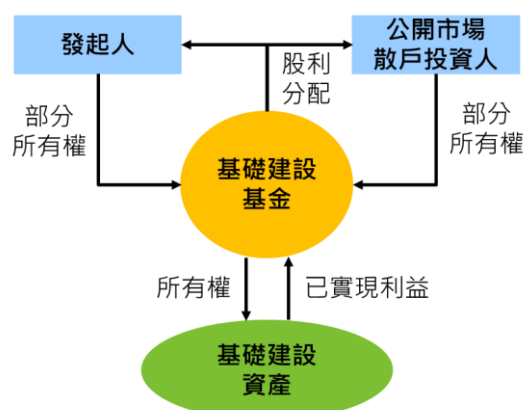 發起人
公開市場
散戶投資人
股利
分配
部分
所有權
部分
所有權
基礎建設
基金
所有權
已實現利益
基礎建設
資產